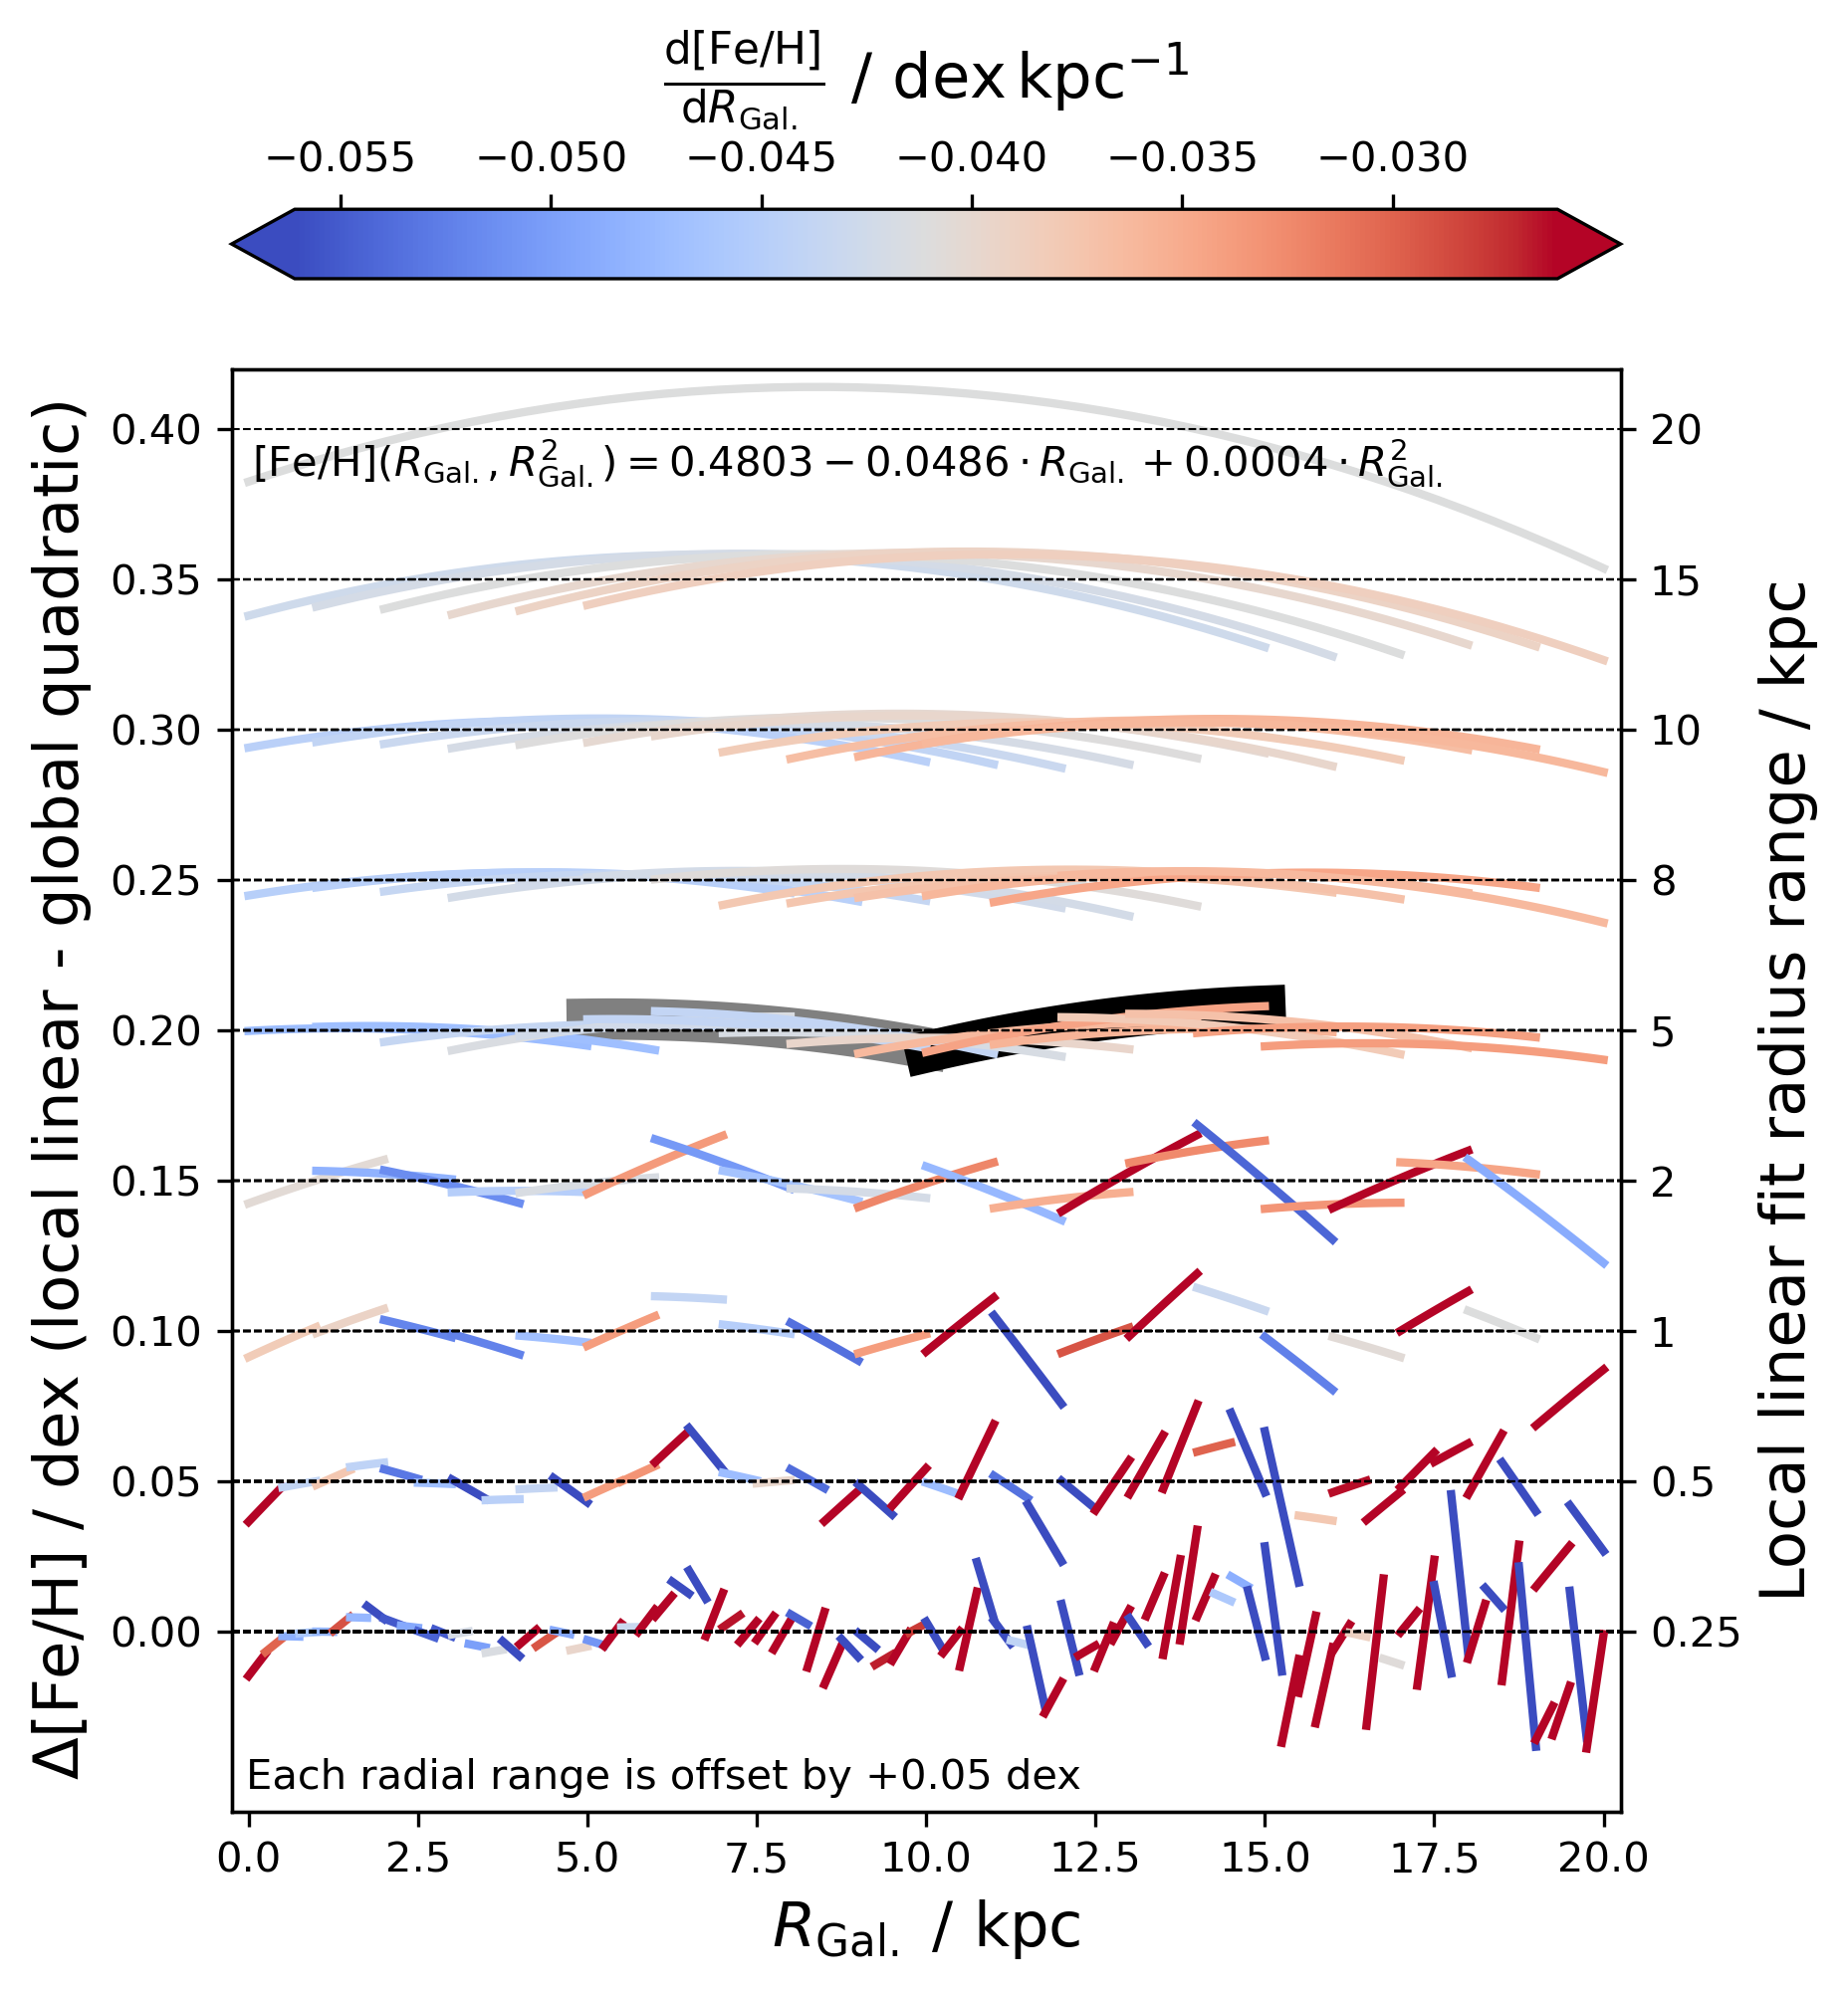 d[Fe/H]
dR_Gal. / dex kpc⁻¹
−0.055 −0.050 −0.045 −0.040 −0.035 −0.030
Δ[Fe/H] / dex (local linear - global quadratic)
0.40
0.35
0.30
0.25
0.20
0.15
0.10
0.05
0.00
[Fe/H](R_Gal., R²_Gal.) = 0.4803 − 0.0486 · R_Gal. + 0.0004 · R²_Gal.
Each radial range is offset by +0.05 dex
20
15
10
8
5
2
1
0.5
0.25
Local linear fit radius range / kpc
0.0 2.5 5.0 7.5 10.0 12.5 15.0 17.5 20.0
R_Gal. / kpc